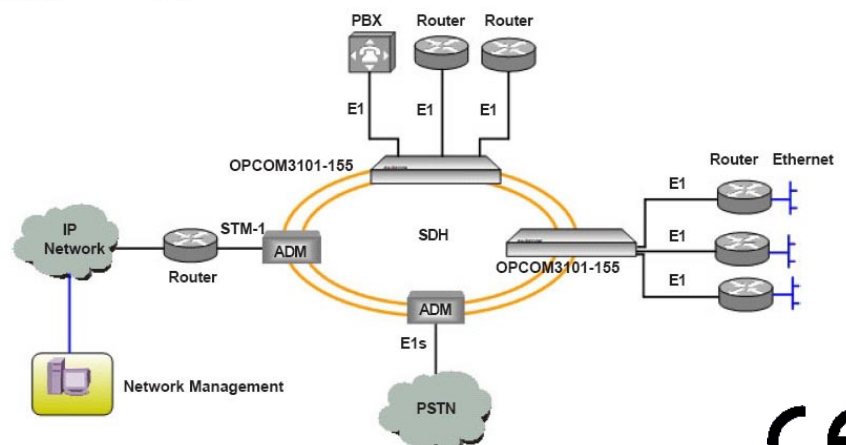 PBX
Router
Router
E1
E1
E1
OPCOM3101-155
Router
Ethernet
E1
E1
E1
OPCOM3101-155
SDH
STM-1
ADM
IP
Network
Router
ADM
E1s
PSTN
Network Management
CE